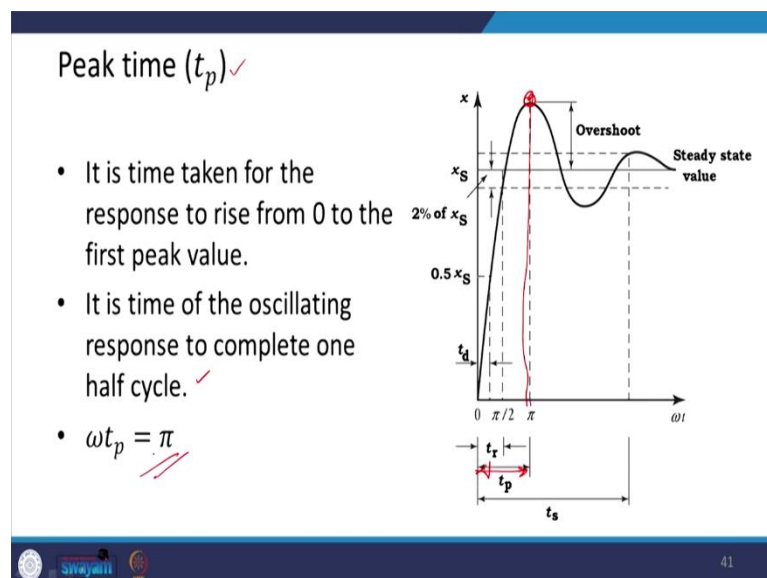 Peak time (tₚ)
• It is time taken for the
response to rise from 0 to the
first peak value.
• It is time of the oscillating
response to complete one
half cycle.
• ωtₚ = π
x
Overshoot
Steady state
value
xS
2% of xS
0.5 xS
td
0 π/2 π
ωt
tr
tp
ts
swayam
41